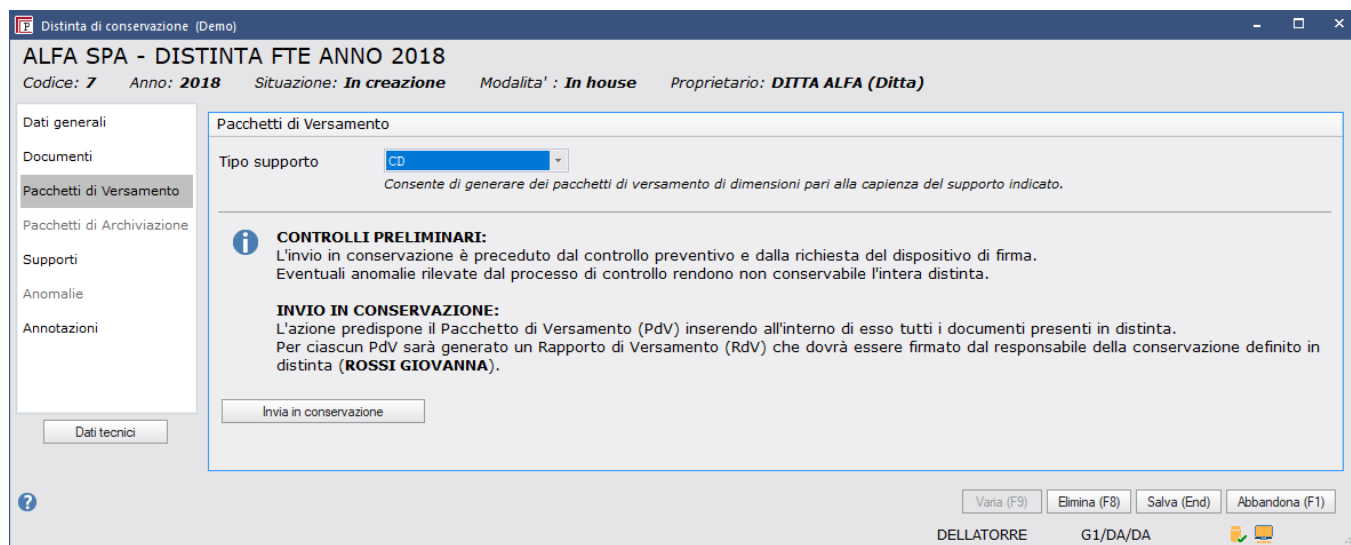 Distinta di conservazione (Demo)
ALFA SPA - DISTINTA FTE ANNO 2018
Codice: 7 Anno: 2018 Situazione: In creazione Modalita' : In house Proprietario: DITTA ALFA (Ditta)
Dati generali
Documenti
Pacchetti di Versamento
Pacchetti di Archiviazione
Supporti
Anomalie
Annotazioni
Dati tecnici
Pacchetti di Versamento
Tipo supporto CD
Consente di generare dei pacchetti di versamento di dimensioni pari alla capienza del supporto indicato.
CONTROLLI PRELIMINARI:
L'invio in conservazione è preceduto dal controllo preventivo e dalla richiesta del dispositivo di firma.
Eventuali anomalie rilevate dal processo di controllo rendono non conservabile l'intera distinta.
INVIO IN CONSERVAZIONE:
L'azione predispone il Pacchetto di Versamento (PdV) inserendo all'interno di esso tutti i documenti presenti in distinta.
Per ciascun PdV sarà generato un Rapporto di Versamento (RdV) che dovrà essere firmato dal responsabile della conservazione definito in
distinta (ROSSI GIOVANNA).
Invia in conservazione
Varia (F9) Elimina (F8) Salva (End) Abbandona (F1)
DELLATORRE G1/DA/DA